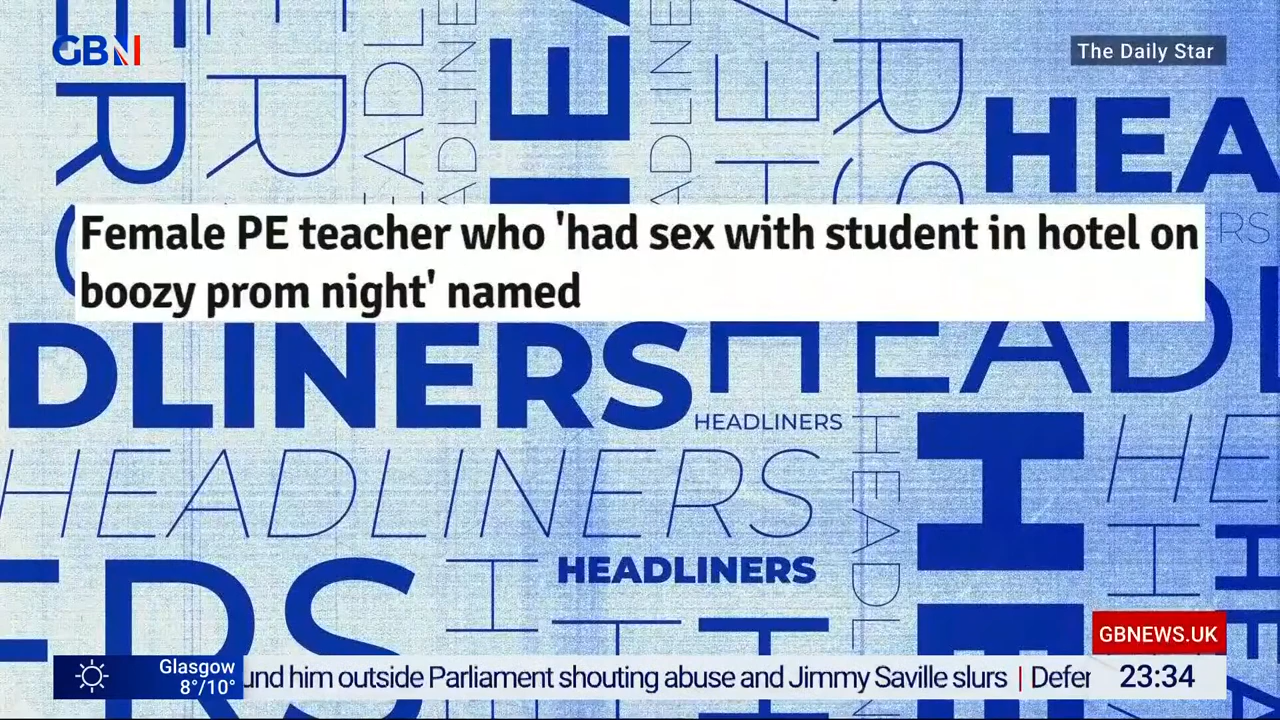 GBN
The Daily Star
HEA
Female PE teacher who 'had sex with student in hotel on
boozy prom night' named
DLINERS
HEADLINERS
HEADLINERS
HEADLINERS
GBNEWS.UK
Glasgow
8°/10°
und him outside Parliament shouting abuse and Jimmy Saville slurs | Defer
23:34